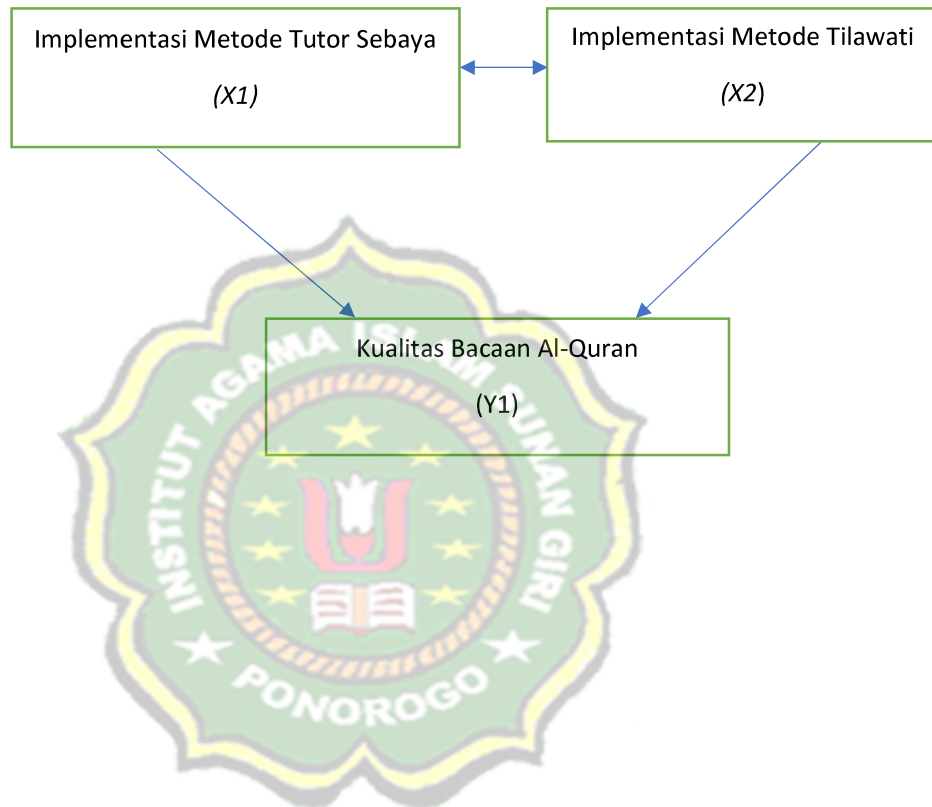 Implementasi Metode Tutor Sebaya
(X1)
Implementasi Metode Tilawati
(X2)
Kualitas Bacaan Al-Quran
(Y1)
INSTITUT AGAMA ISLAM SUNAN GIRI
PONOROGO